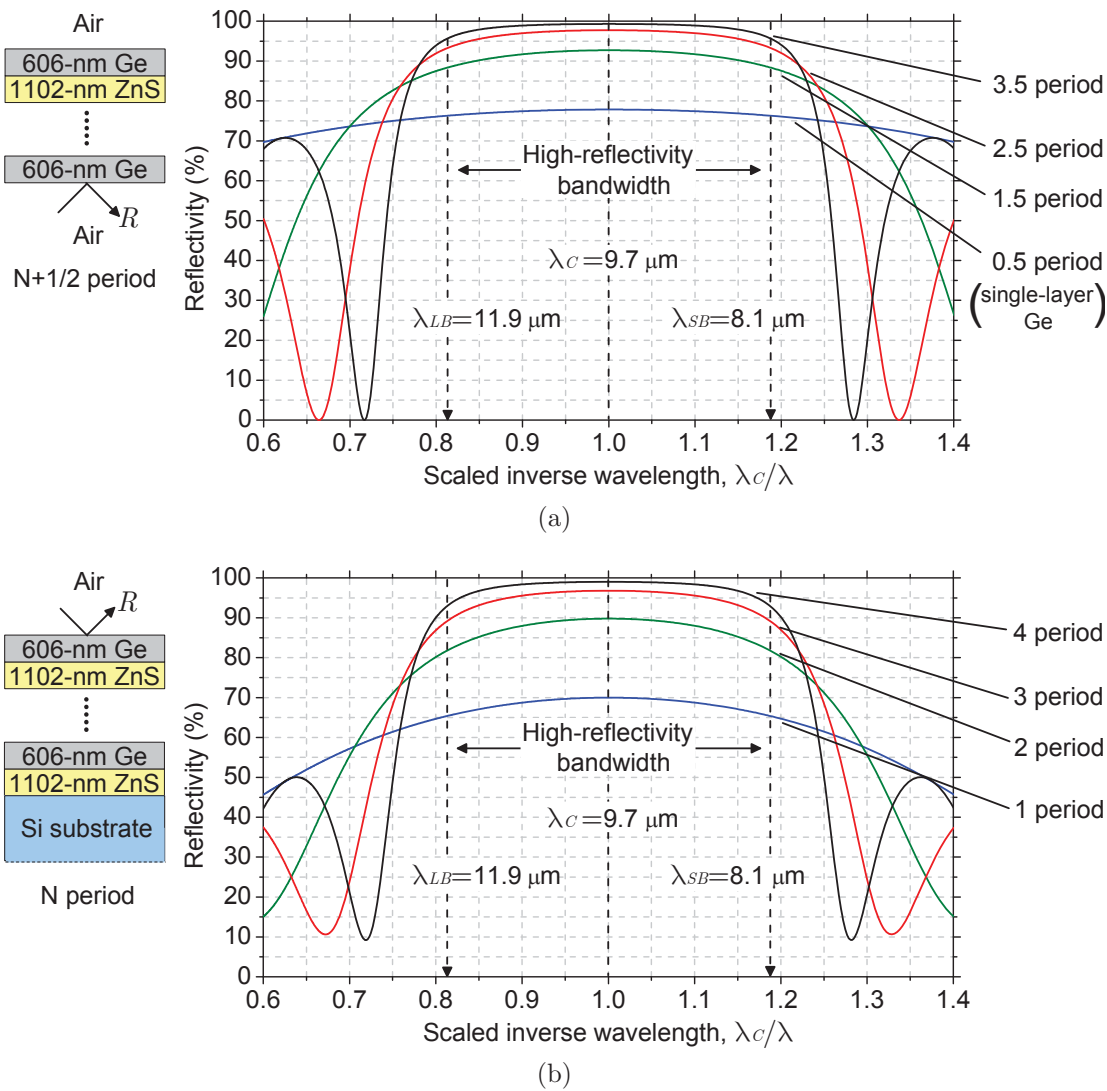 Air
606-nm Ge
1102-nm ZnS
606-nm Ge
R
Air
N+1/2 period
Reflectivity (%)
100
90
80
70
60
50
40
30
20
10
0
High-reflectivity
bandwidth
λC=9.7 μm
λLB=11.9 μm
λSB=8.1 μm
3.5 period
2.5 period
1.5 period
0.5 period
(single-layer
Ge)
0.6 0.7 0.8 0.9 1.0 1.1 1.2 1.3 1.4
Scaled inverse wavelength, λC/λ
(a)
Air
R
606-nm Ge
1102-nm ZnS
606-nm Ge
1102-nm ZnS
Si substrate
N period
Reflectivity (%)
100
90
80
70
60
50
40
30
20
10
0
High-reflectivity
bandwidth
λC=9.7 μm
λLB=11.9 μm
λSB=8.1 μm
4 period
3 period
2 period
1 period
0.6 0.7 0.8 0.9 1.0 1.1 1.2 1.3 1.4
Scaled inverse wavelength, λC/λ
(b)